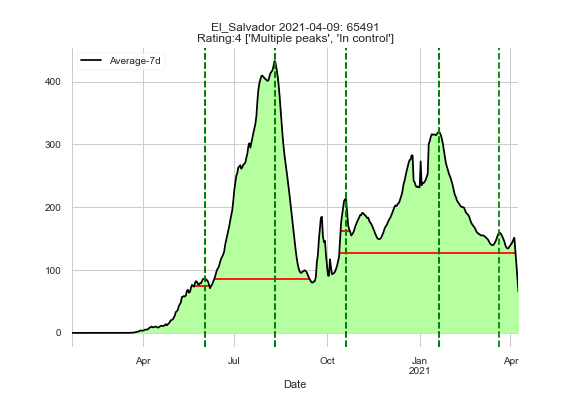 El_Salvador 2021-04-09: 65491
Rating:4 ['Multiple peaks', 'In control']
Average-7d
400
300
200
100
0
Apr
Jul
Oct
Jan
2021
Apr
Date